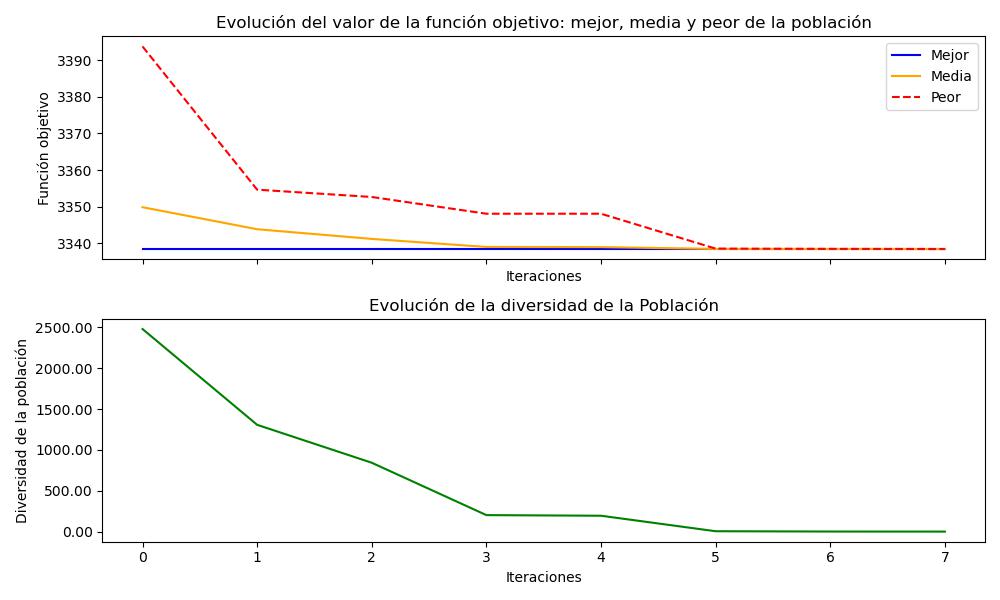 Evolución del valor de la función objetivo: mejor, media y peor de la población
Función objetivo
3390
3380
3370
3360
3350
3340
Mejor
Media
Peor
Iteraciones
Evolución de la diversidad de la Población
Diversidad de la población
2500.00
2000.00
1500.00
1000.00
500.00
0.00
0 1 2 3 4 5 6 7
Iteraciones